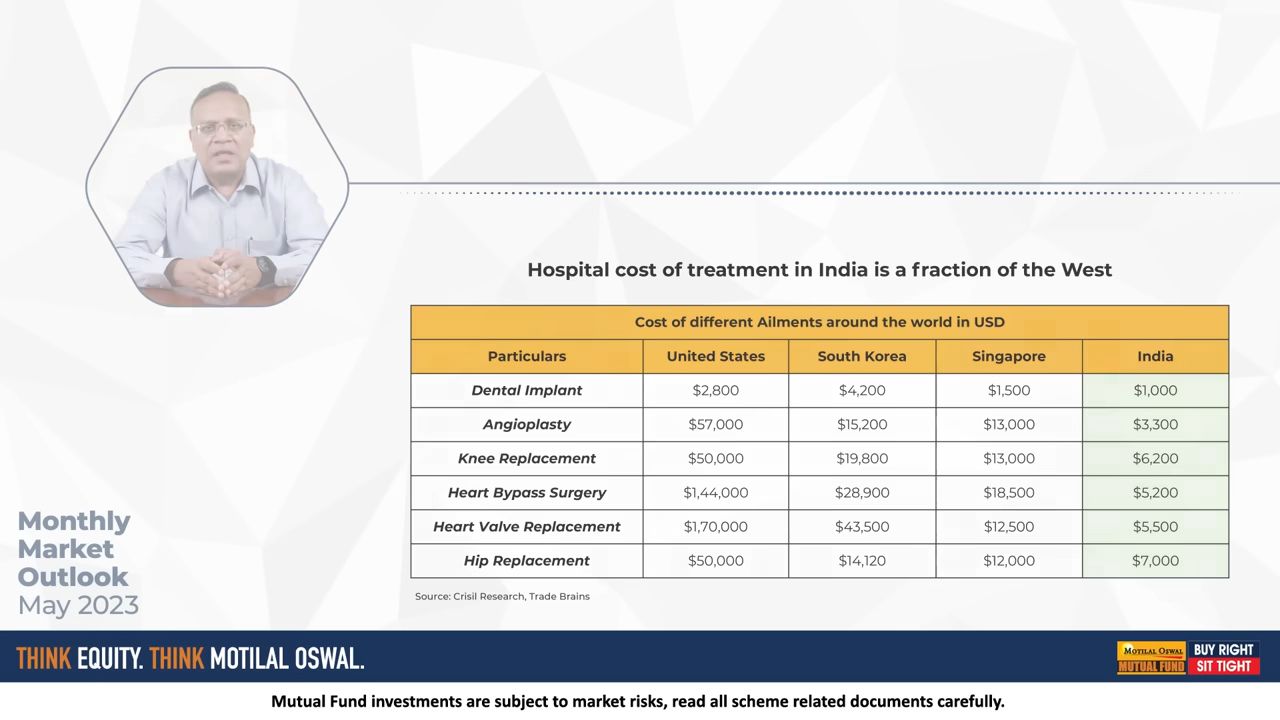 Hospital cost of treatment in India is a fraction of the West
Cost of different Ailments around the world in USD
Particulars United States South Korea Singapore India
Dental Implant $2,800 $4,200 $1,500 $1,000
Angioplasty $57,000 $15,200 $13,000 $3,300
Knee Replacement $50,000 $19,800 $13,000 $6,200
Heart Bypass Surgery $1,44,000 $28,900 $18,500 $5,200
Heart Valve Replacement $1,70,000 $43,500 $12,500 $5,500
Hip Replacement $50,000 $14,120 $12,000 $7,000
Source: Crisil Research, Trade Brains
Monthly
Market
Outlook
May 2023
THINK EQUITY. THINK MOTILAL OSWAL.
MOTILAL OSWAL
MUTUAL FUND
BUY RIGHT
SIT TIGHT
Mutual Fund investments are subject to market risks, read all scheme related documents carefully.